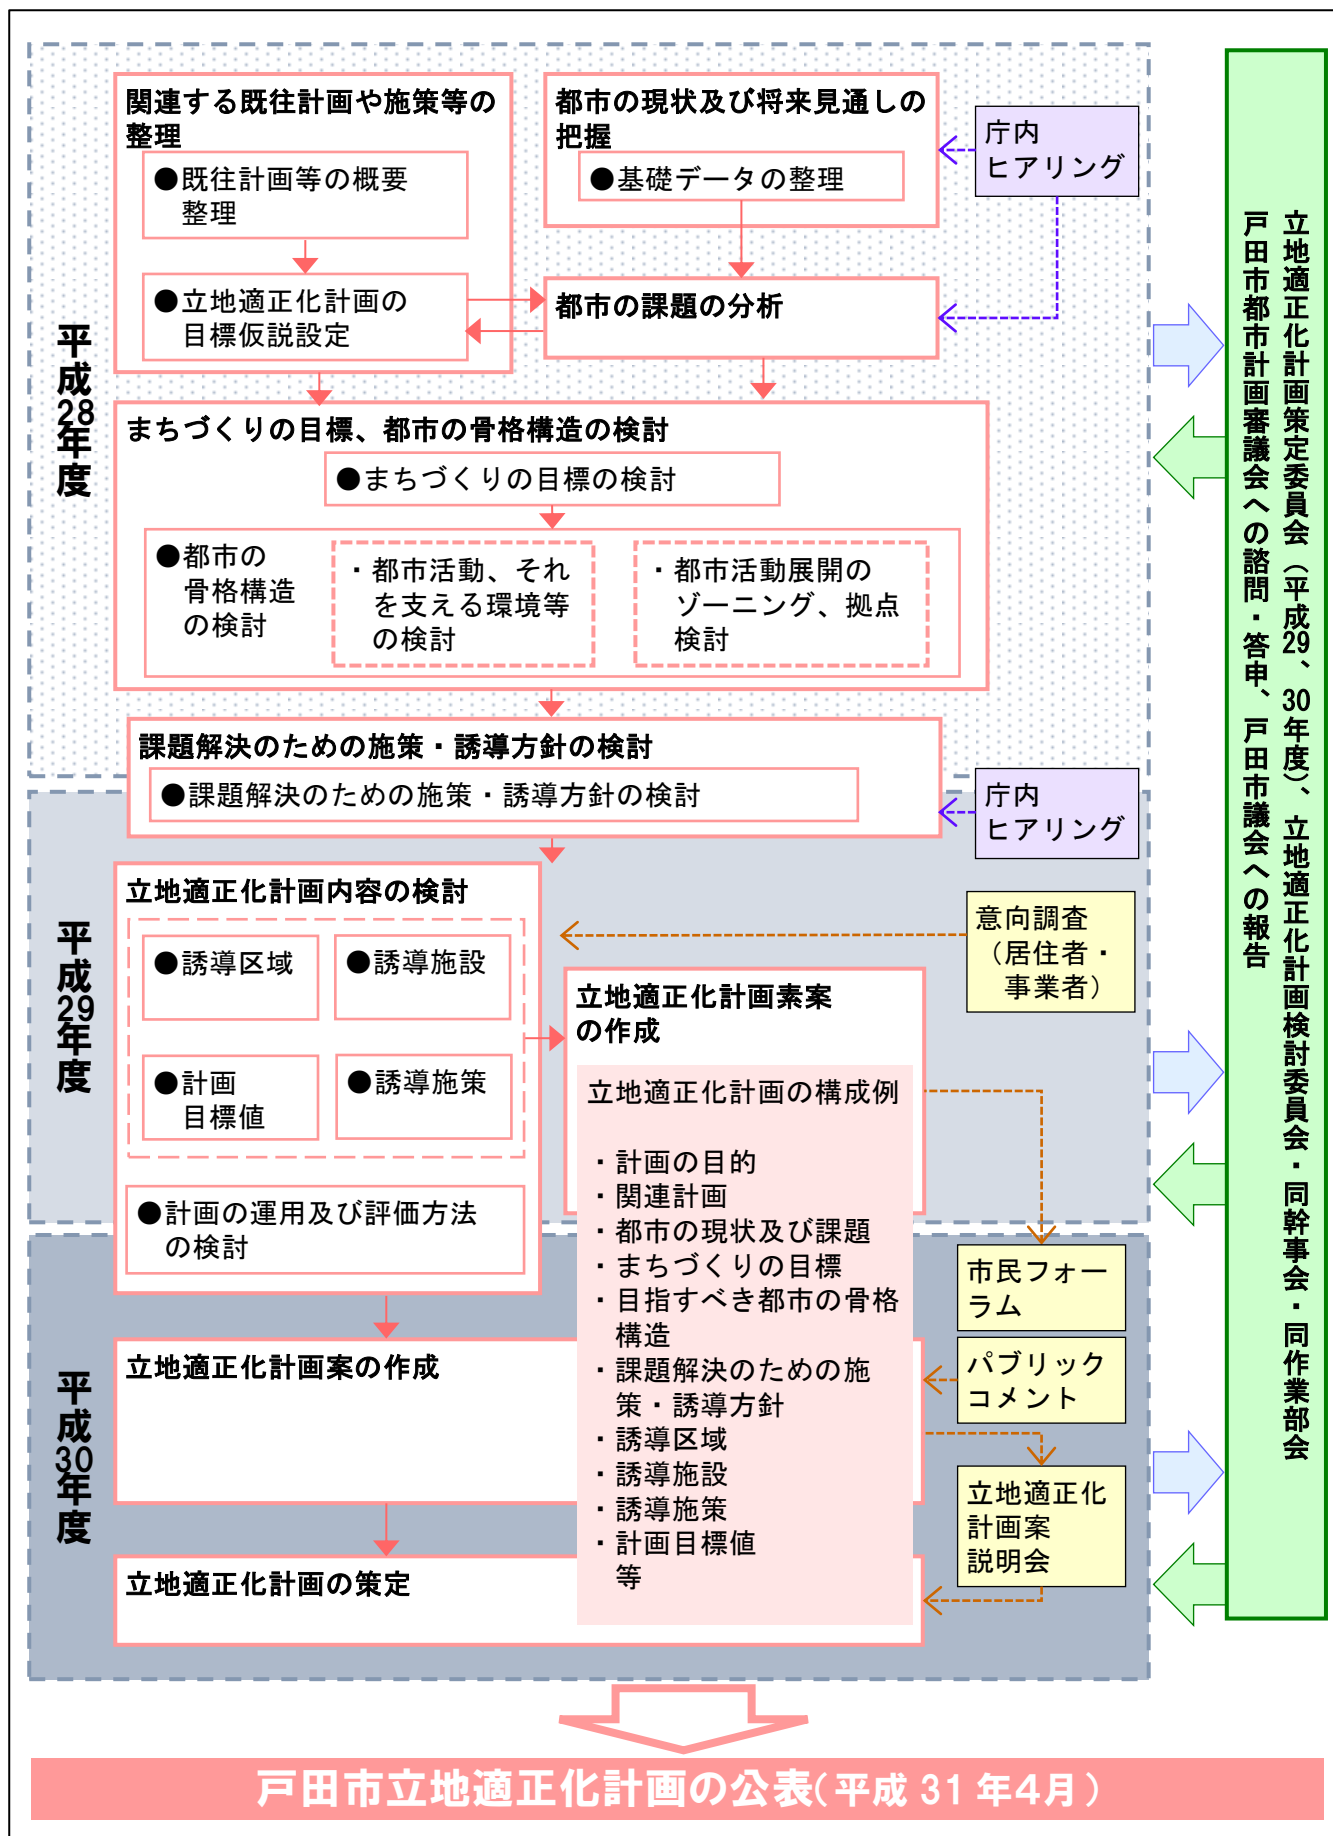 平成28年度
関連する既往計画や施策等の
整理
●既往計画等の概要
整理
●立地適正化計画の
目標仮説設定
都市の現状及び将来見通しの
把握
●基礎データの整理
庁内
ヒアリング
都市の課題の分析
まちづくりの目標、都市の骨格構造の検討
●まちづくりの目標の検討
●都市の
骨格構造
の検討
・都市活動、それ
を支える環境等
の検討
・都市活動展開の
ゾーニング、拠点
検討
課題解決のための施策・誘導方針の検討
●課題解決のための施策・誘導方針の検討
庁内
ヒアリング
平成29年度
立地適正化計画内容の検討
●誘導区域
●誘導施設
●計画
目標値
●誘導施策
●計画の運用及び評価方法
の検討
意向調査
（居住者・
事業者）
立地適正化計画素案
の作成
立地適正化計画の構成例
・計画の目的
・関連計画
・都市の現状及び課題
・まちづくりの目標
・目指すべき都市の骨格
構造
・課題解決のための施
策・誘導方針
・誘導区域
・誘導施設
・誘導施策
・計画目標値
等
平成30年度
立地適正化計画案の作成
立地適正化計画の策定
市民フォー
ラム
パブリック
コメント
立地適正化
計画案
説明会
立地適正化計画策定委員会（平成29、30年度）、立地適正化計画検討委員会・同幹事会・同作業部会
戸田市都市計画審議会への諮問・答申、戸田市議会への報告
戸田市立地適正化計画の公表（平成31年4月）